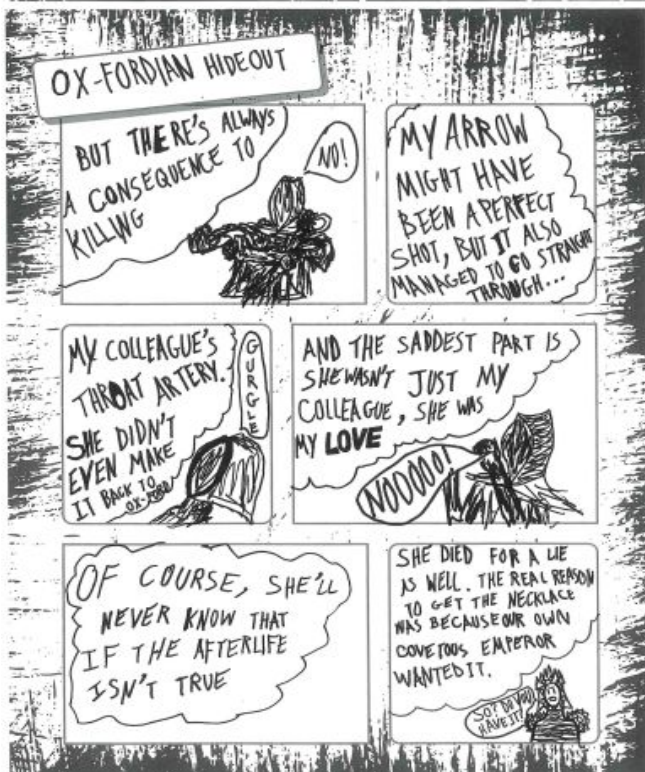 OX-FORDIAN HIDEOUT
BUT THERE'S ALWAYS
A CONSEQUENCE TO
KILLING
NO!
MY ARROW
MIGHT HAVE
BEEN A PERFECT
SHOT, BUT IT ALSO
MANAGED TO GO STRAIGHT
THROUGH...
MY COLLEAGUE'S
THROAT ARTERY.
SHE DIDN'T
EVEN MAKE
IT BACK TO
OX-FORD!
GURGLE
AND THE SADDEST PART IS
SHE WASN'T JUST MY
COLLEAGUE, SHE WAS
MY LOVE
NOOOOO!
OF COURSE, SHE'LL
NEVER KNOW THAT
IF THE AFTERLIFE
ISN'T TRUE
SHE DIED FOR A LIE
AS WELL. THE REAL REASON
TO GET THE NECKLACE
WAS BECAUSE OUR OWN
COVETOUS EMPEROR
WANTED IT.
SO? DO YOU
HAVE IT?